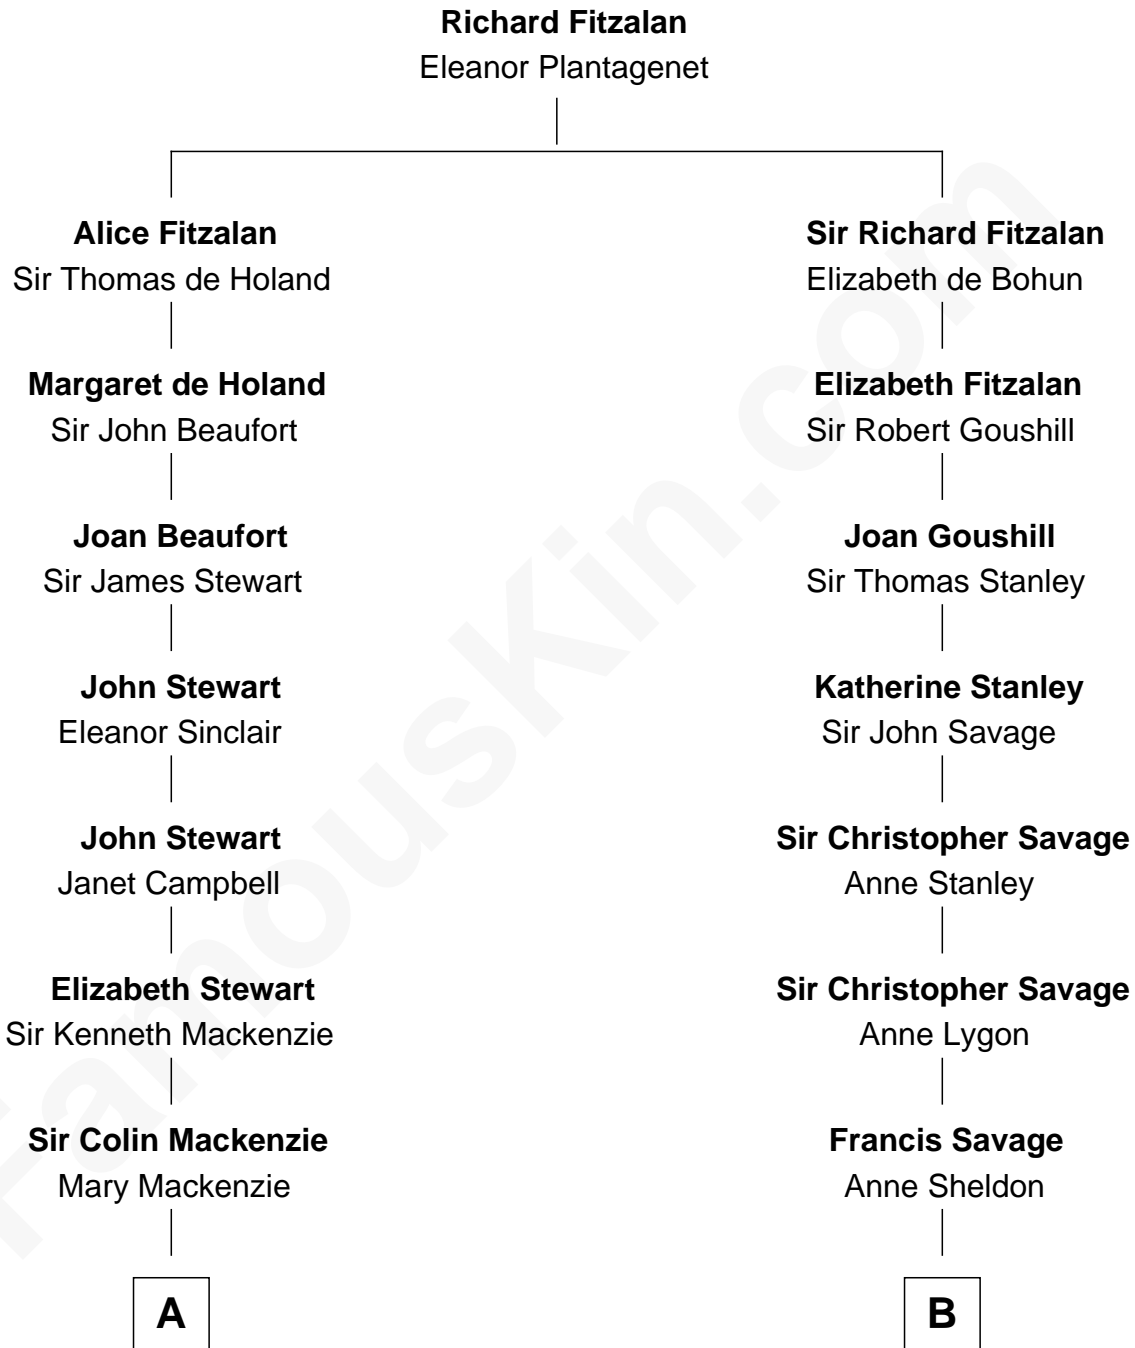 Richard Fitzalan
Eleanor Plantagenet
Alice Fitzalan
Sir Thomas de Holand
Margaret de Holand
Sir John Beaufort
Joan Beaufort
Sir James Stewart
John Stewart
Eleanor Sinclair
John Stewart
Janet Campbell
Elizabeth Stewart
Sir Kenneth Mackenzie
Sir Colin Mackenzie
Mary Mackenzie
A
Sir Richard Fitzalan
Elizabeth de Bohun
Elizabeth Fitzalan
Sir Robert Goushill
Joan Goushill
Sir Thomas Stanley
Katherine Stanley
Sir John Savage
Sir Christopher Savage
Anne Stanley
Sir Christopher Savage
Anne Lygon
Francis Savage
Anne Sheldon
B
FamousKin.com